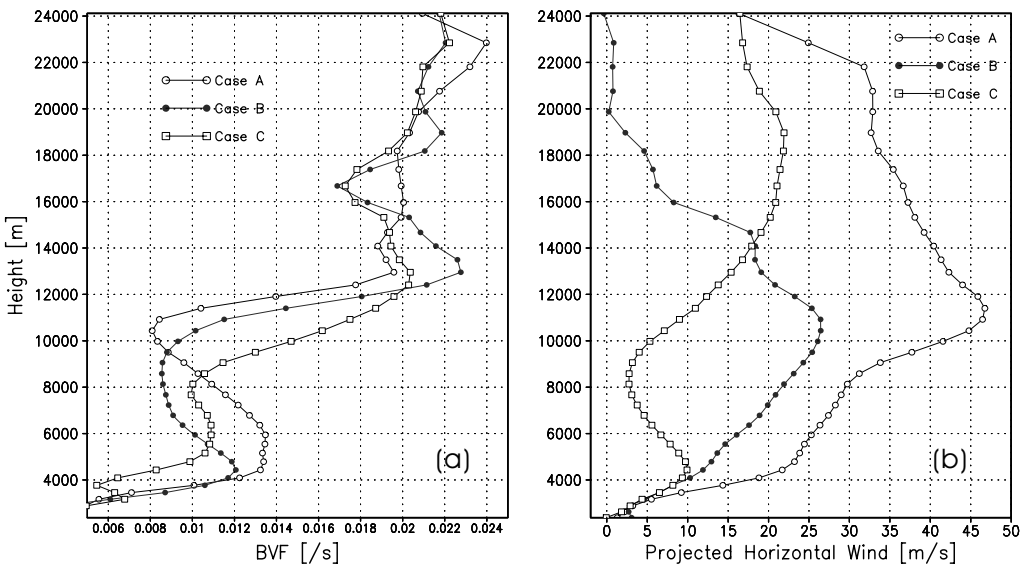 24000
22000
20000
18000
16000
14000
12000
10000
8000
6000
4000
Height [m]
0.006 0.008 0.01 0.012 0.014 0.016 0.018 0.02 0.022 0.024
BVF [/s]
Case A
Case B
Case C
(a)
24000
22000
20000
18000
16000
14000
12000
10000
8000
6000
4000
0 5 10 15 20 25 30 35 40 45 50
Projected Horizontal Wind [m/s]
Case A
Case B
Case C
(b)